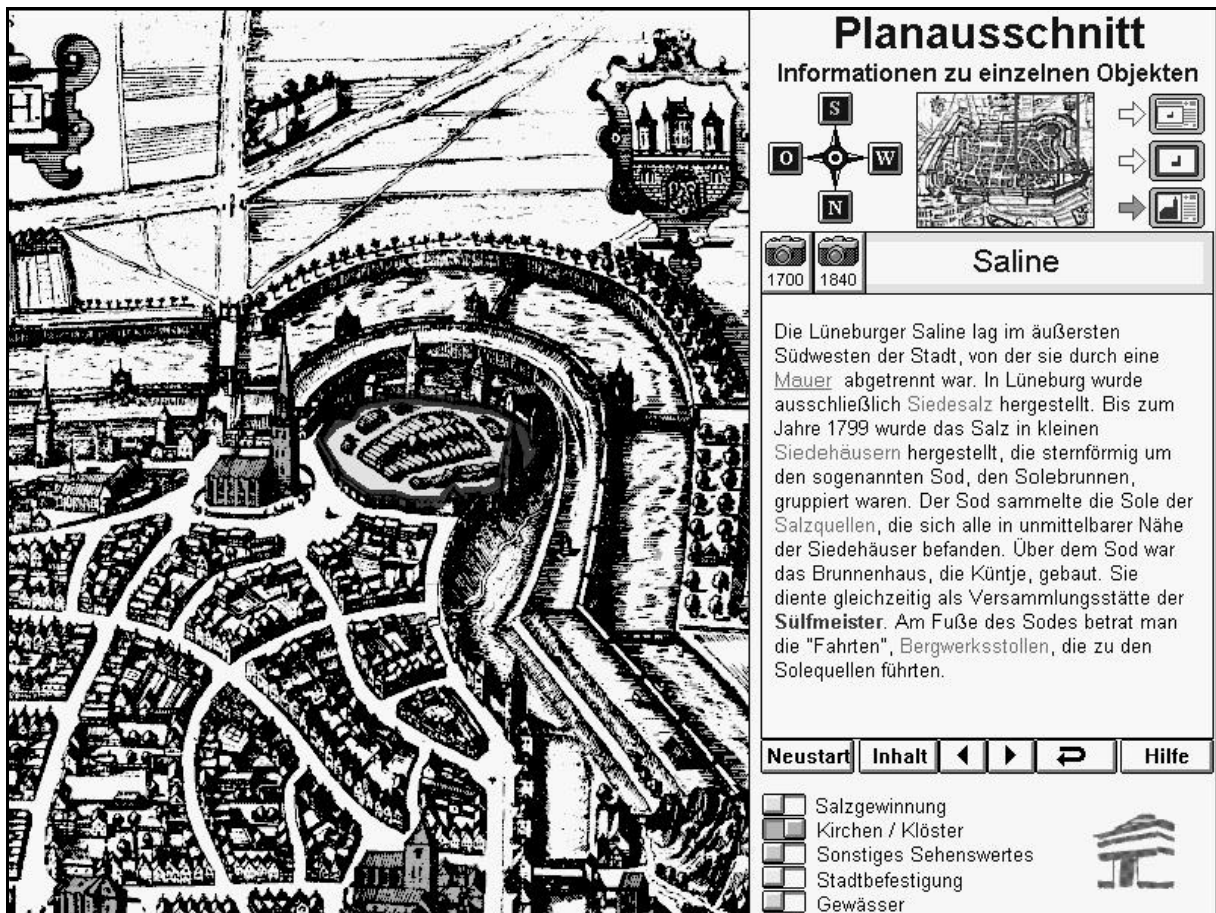 Planausschnitt
Informationen zu einzelnen Objekten
S
O
W
N
1700
1840
Saline
Die Lüneburger Saline lag im äußersten
Südwesten der Stadt, von der sie durch eine
Mauer abgetrennt war. In Lüneburg wurde
ausschließlich Siedesalz hergestellt. Bis zum
Jahre 1799 wurde das Salz in kleinen
Siedehäusern hergestellt, die sternförmig um
den sogenannten Sod, den Solebrunnen,
gruppiert waren. Der Sod sammelte die Sole der
Salzquellen, die sich alle in unmittelbarer Nähe
der Siedehäuser befanden. Über dem Sod war
das Brunnenhaus, die Küntje, gebaut. Sie
diente gleichzeitig als Versammlungsstätte der
Sülfmeister. Am Fuße des Sodes betrat man
die "Fahrten", Bergwerksstollen, die zu den
Solequellen führten.
Neustart
Inhalt
Hilfe
Salzgewinnung
Kirchen / Klöster
Sonstiges Sehenswertes
Stadtbefestigung
Gewässer